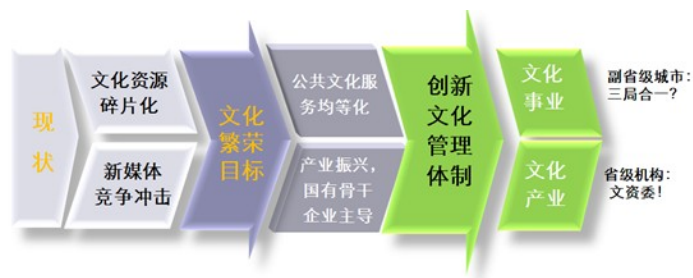 现
状
文化资源
碎片化
新媒体
竞争冲击
文化
繁荣
目标
公共文化服
务均等化
产业振兴，
国有骨干
企业主导
创新
文化
管理
体制
文化
事业
文化
产业
副省级城市：
三局合一？
省级机构：
文资委！